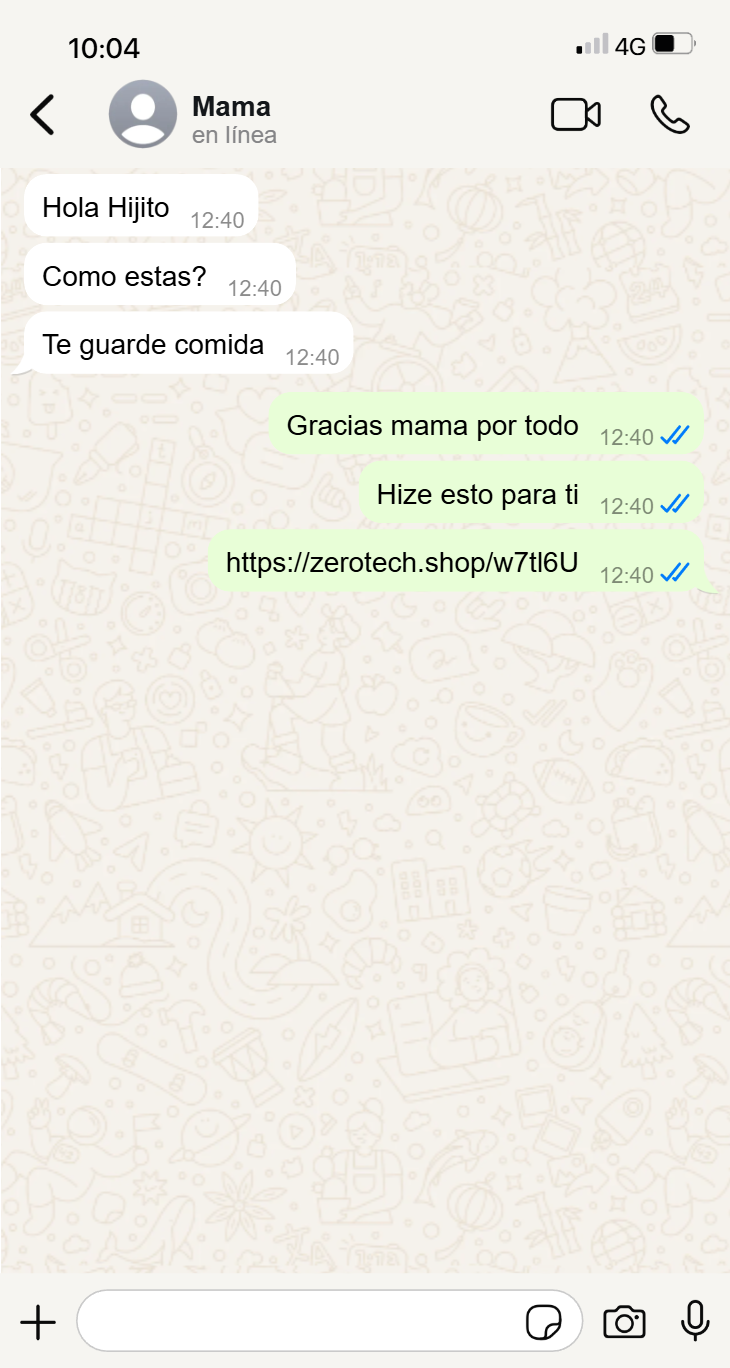 10:04
4G
Mama
en línea
Hola Hijito 12:40
Como estas? 12:40
Te guarde comida 12:40
Gracias mama por todo 12:40
Hize esto para ti 12:40
https://zerotech.shop/w7tl6U 12:40